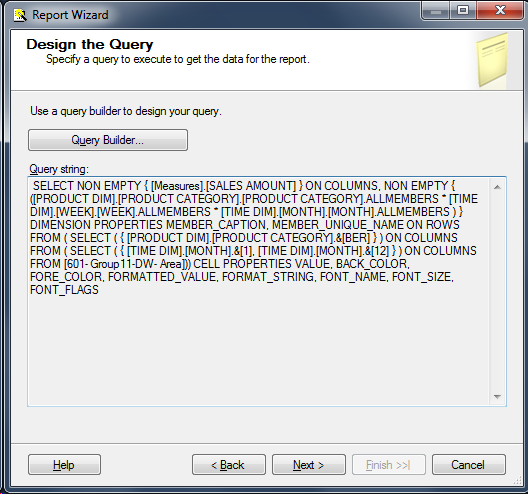 Report Wizard
Design the Query
Specify a query to execute to get the data for the report.
Use a query builder to design your query.
Query Builder...
Query string:
SELECT NON EMPTY { [Measures].[SALES AMOUNT] } ON COLUMNS, NON EMPTY {
([PRODUCT DIM].[PRODUCT CATEGORY].[PRODUCT CATEGORY].ALLMEMBERS * [TIME
DIM].[WEEK].[WEEK].ALLMEMBERS * [TIME DIM].[MONTH].[MONTH].ALLMEMBERS ) }
DIMENSION PROPERTIES MEMBER_CAPTION, MEMBER_UNIQUE_NAME ON ROWS
FROM ( SELECT ( { [PRODUCT DIM].[PRODUCT CATEGORY].&[BER] } ) ON COLUMNS
FROM ( SELECT ( { [TIME DIM].[MONTH].&[1], [TIME DIM].[MONTH].&[12] } ) ON COLUMNS
FROM [601- Group11-DW- Area])) CELL PROPERTIES VALUE, BACK_COLOR,
FORE_COLOR, FORMATTED_VALUE, FORMAT_STRING, FONT_NAME, FONT_SIZE,
FONT_FLAGS
Help
< Back
Next >
Finish >>|
Cancel